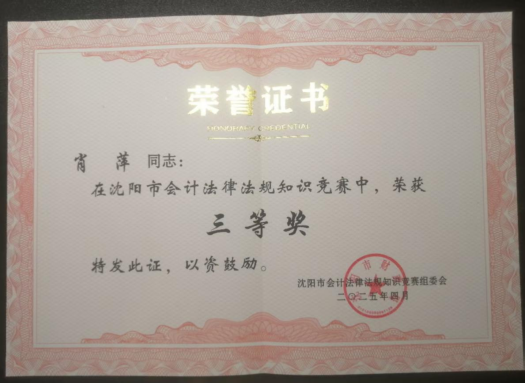 荣誉证书
肖萍 同志：
在沈阳市会计法律法规知识竞赛中，荣获
三等奖
特发此证，以资鼓励。
沈阳市会计法律法规知识竞赛组委会
二〇二五年四月